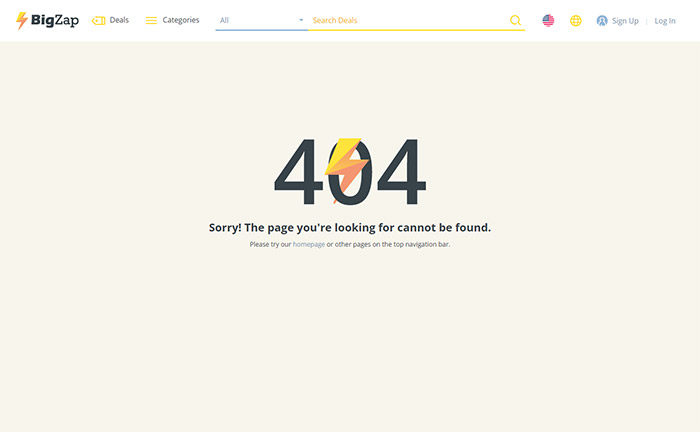 BigZap Deals Categories All Search Deals Sign Up | Log In
404
Sorry! The page you're looking for cannot be found.
Please try our homepage or other pages on the top navigation bar.